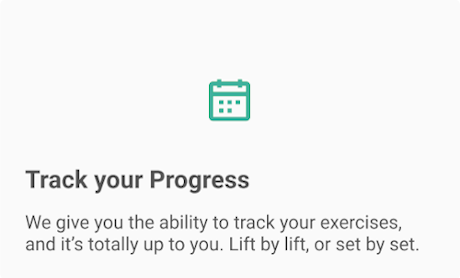 Track your Progress
We give you the ability to track your exercises,
and it's totally up to you. Lift by lift, or set by set.